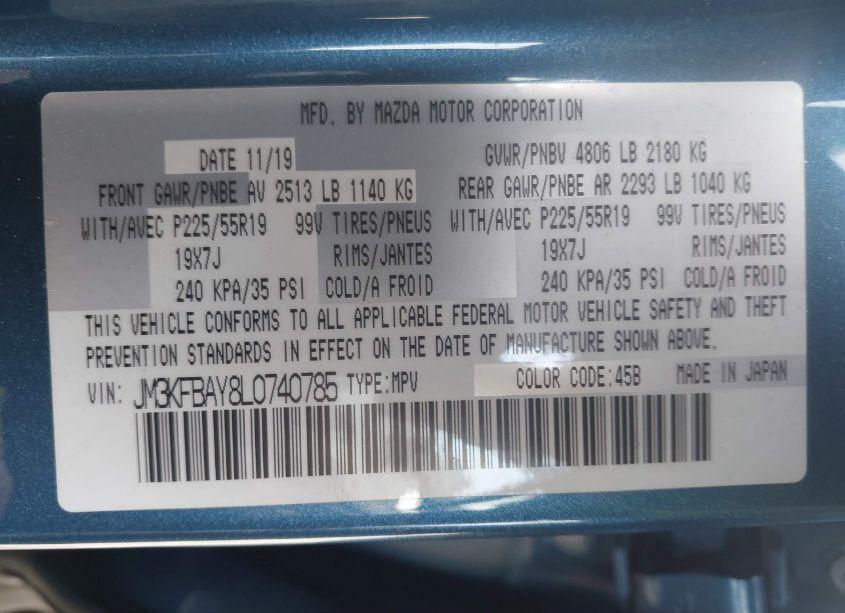 MFD. BY MAZDA MOTOR CORPORATION
DATE 11/19 GVWR/PNBV 4806 LB 2180 KG
FRONT GAWR/PNBE AV 2513 LB 1140 KG REAR GAWR/PNBE AR 2293 LB 1040 KG
WITH/AVEC P225/55R19 99V TIRES/PNEUS WITH/AVEC P225/55R19 99V TIRES/PNEUS
19X7J RIMS/JANTES 19X7J RIMS/JANTES
240 KPA/35 PSI COLD/A FROID 240 KPA/35 PSI COLD/A FROID
THIS VEHICLE CONFORMS TO ALL APPLICABLE FEDERAL MOTOR VEHICLE SAFETY AND THEFT
PREVENTION STANDARDS IN EFFECT ON THE DATE OF MANUFACTURE SHOWN ABOVE.
VIN: JM3KFBAY8L0740785 TYPE:MPV COLOR CODE:45B MADE IN JAPAN